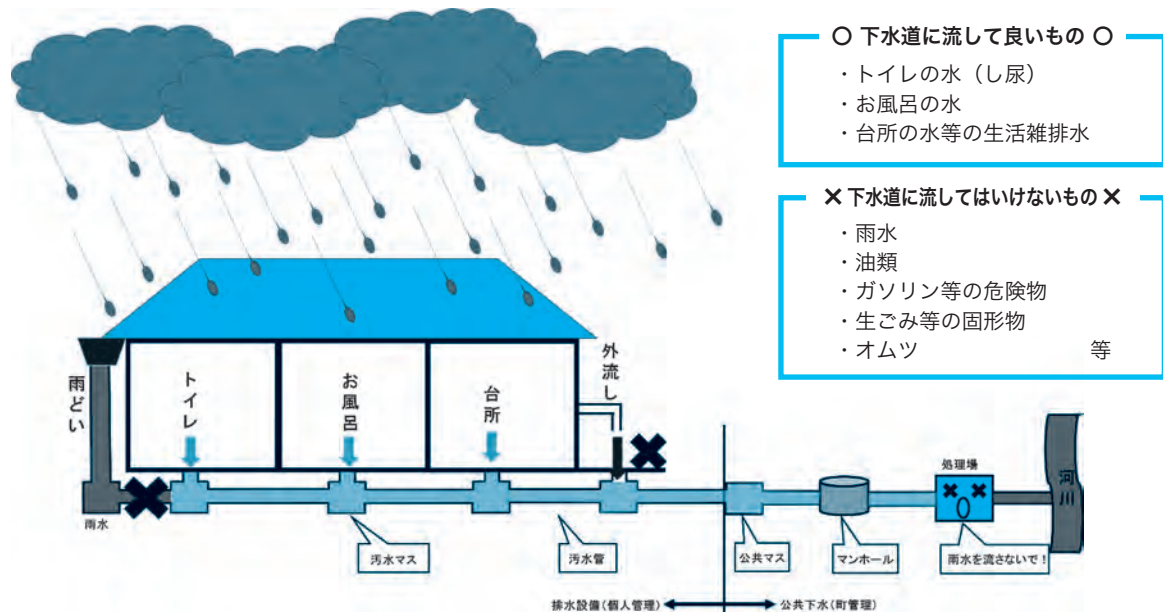 〇 下水道に流して良いもの 〇
・トイレの水（し尿）
・お風呂の水
・台所の水等の生活雑排水
✕ 下水道に流してはいけないもの ✕
・雨水
・油類
・ガソリン等の危険物
・生ごみ等の固形物
・オムツ 等
雨どい
トイレ
お風呂
台所
外流し
雨水
汚水マス
汚水管
公共マス
マンホール
処理場
雨水を流さないで！
河川
排水設備（個人管理）
公共下水（町管理）